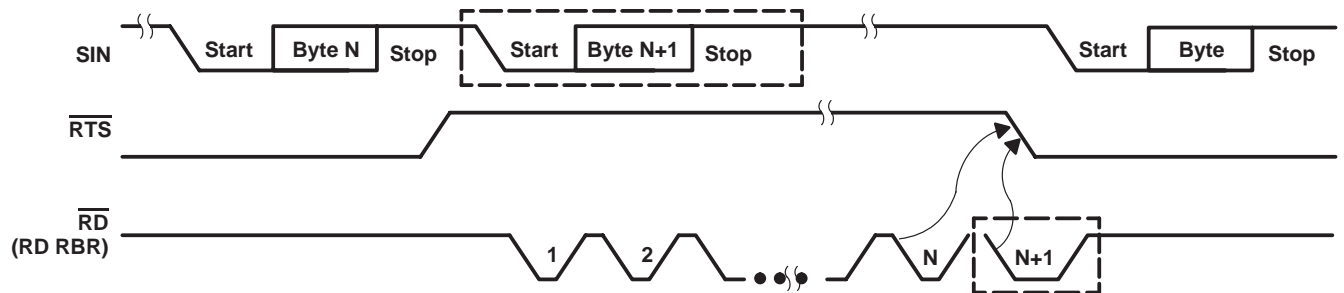 SIN
Start
Byte N
Stop
Start
Byte N+1
Stop
Start
Byte
Stop
RTS
RD
(RD RBR)
1
2
N
N+1